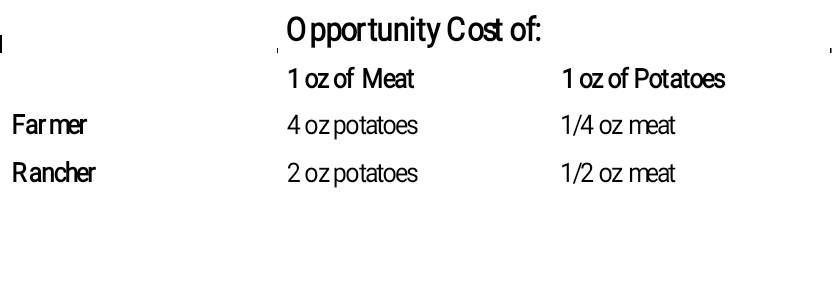 Opportunity Cost of:
1 oz of Meat 1 oz of Potatoes
Farmer 4 oz potatoes 1/4 oz meat
Rancher 2 oz potatoes 1/2 oz meat